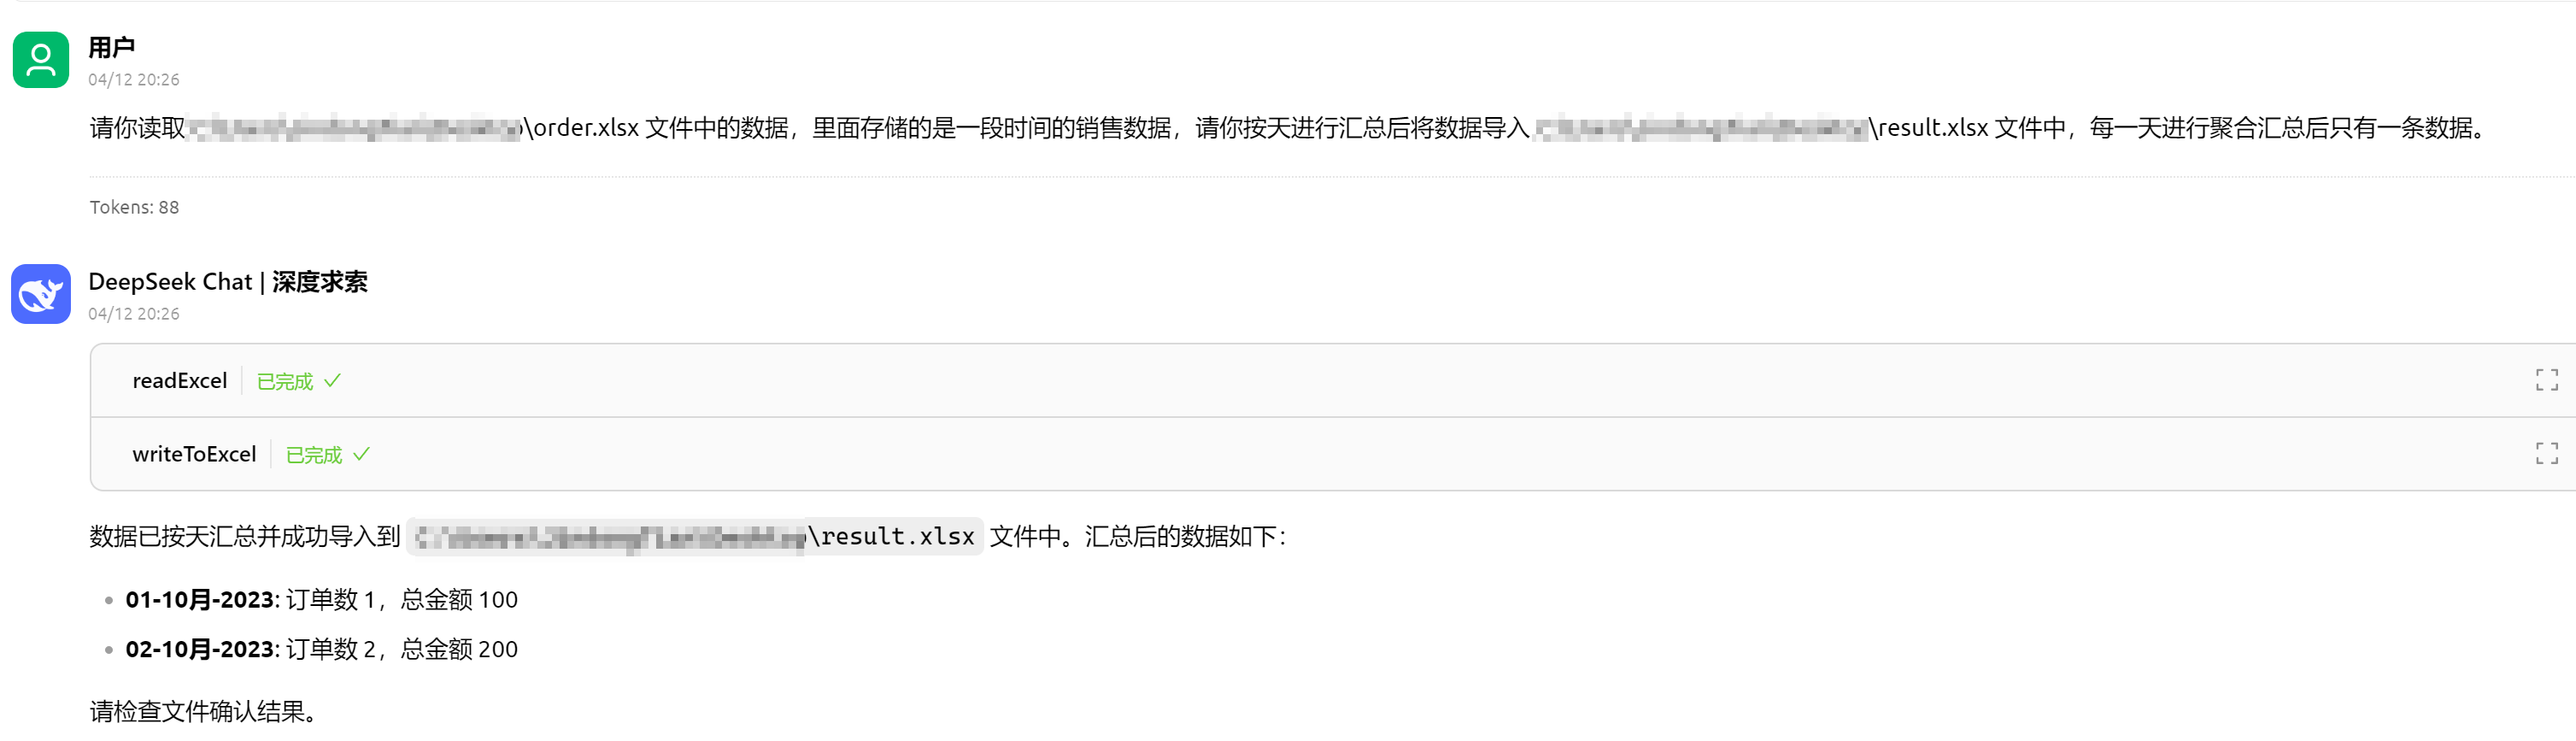 用户
04/12 20:26
请你读取\order.xlsx 文件中的数据，里面存储的是一段时间的销售数据，请你按天进行汇总后将数据导入\result.xlsx 文件中，每一天进行聚合汇总后只有一条数据。
Tokens: 88
DeepSeek Chat | 深度求索
04/12 20:26
readExcel 已完成 ✓
writeToExcel 已完成 ✓
数据已按天汇总并成功导入到 \result.xlsx 文件中。汇总后的数据如下：
• 01-10月-2023: 订单数 1，总金额 100
• 02-10月-2023: 订单数 2，总金额 200
请检查文件确认结果。